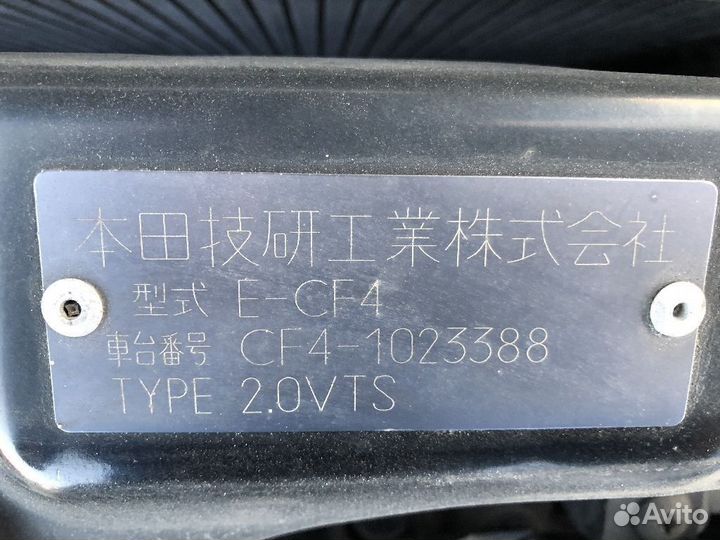 本田技研工業株式会社
型式 E-CF4
車台番号 CF4-1023388
TYPE 2.0VTS
Avito